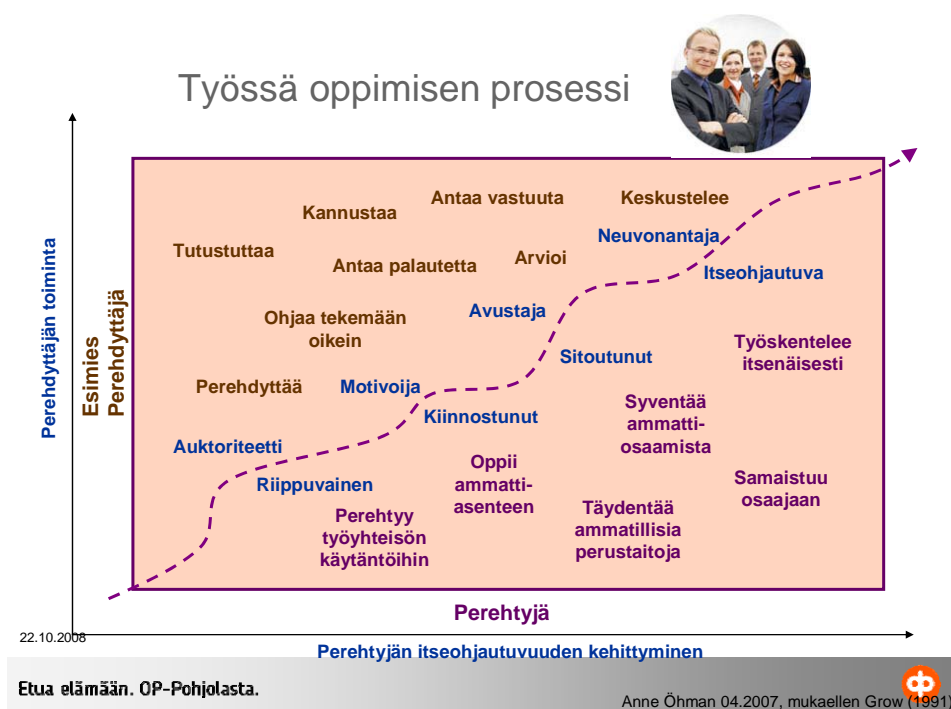 Työssä oppimisen prosessi
Perehdyttäjän toiminta
Esimies
Perehdyttäjä
Antaa vastuuta
Keskustelee
Kannustaa
Neuvonantaja
Tutustuttaa
Arvioi
Antaa palautetta
Itseohjautuva
Avustaja
Ohjaa tekemään
oikein
Työskentelee
itsenäisesti
Sitoutunut
Perehdyttää
Motivoija
Syventää
ammatti-
osaamista
Kiinnostunut
Auktoriteetti
Oppii
ammatti-
asenteen
Riippuvainen
Samaistuu
osaajaan
Perehtyy
työyhteisön
käytäntöihin
Täydentää
ammatillisia
perustaitoja
Perehtyjä
22.10.2008
Perehtyjän itseohjautuvuuden kehittyminen
Etua elämään. OP-Pohjolasta.
Anne Öhman 04.2007, mukaellen Grow (1991)